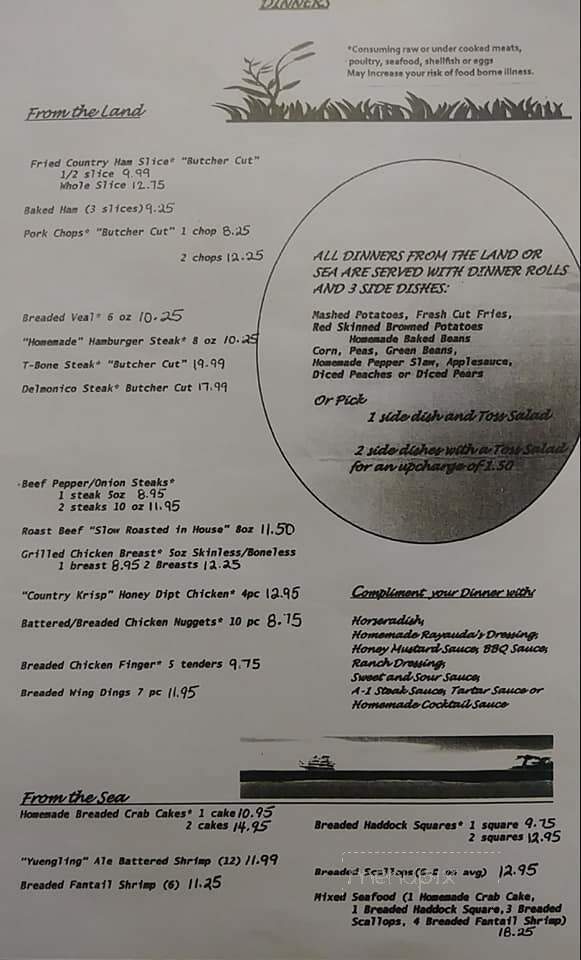 DINNERS
*Consuming raw or under cooked meats,
poultry, seafood, shellfish or eggs
May Increase your risk of food borne illness.
From the Land
Fried Country Ham Slice* "Butcher Cut"
1/2 slice 9.99
Whole Slice 12.75
Baked Ham (3 slices) 9.25
Pork Chops* "Butcher Cut" 1 chop 8.25
2 chops 12.25
Breaded Veal* 6 oz 10.25
"Homemade" Hamburger Steak* 8 oz 10.25
T-Bone Steak* "Butcher Cut" 19.99
Delmonico Steak* Butcher Cut 17.99
ALL DINNERS FROM THE LAND OR
SEA ARE SERVED WITH DINNER ROLLS
AND 3 SIDE DISHES:
Mashed Potatoes, Fresh Cut Fries,
Red Skinned Browned Potatoes
Homemade Baked Beans
Corn, Peas, Green Beans,
Homemade Pepper Slaw, Applesauce,
Diced Peaches or Diced Pears
Or Pick
1 side dish and Toss Salad
2 side dishes with a Toss Salad
for an upcharge of 1.50
Beef Pepper/Onion Steaks*
1 steak 5oz 8.95
2 steaks 10 oz 11.95
Roast Beef "Slow Roasted in House" 8oz 11.50
Grilled Chicken Breast* 5oz Skinless/Boneless
1 breast 8.95 2 Breasts 12.25
"Country Krisp" Honey Dipt Chicken* 4pc 12.95
Battered/Breaded Chicken Nuggets* 10 pc 8.75
Breaded Chicken Finger* 5 tenders 9.75
Breaded Wing Dings 7 pc 11.95
Compliment your Dinner with:
Horseradish,
Homemade Rayauda's Dressing,
Honey Mustard Sauce, BBQ Sauce,
Ranch Dressing,
Sweet and Sour Sauce,
A-1 Steak Sauce, Tartar Sauce or
Homemade Cocktail Sauce
From the Sea
Homemade Breaded Crab Cakes* 1 cake 10.95
2 cakes 14.95
"Yuengling" Ale Battered Shrimp (12) 11.99
Breaded Fantail Shrimp (6) 11.25
Breaded Haddock Squares* 1 square 9.75
2 squares 12.95
Breaded Scallops avg) 12.95
menupix
Mixed Seafood (1 Homemade Crab Cake,
1 Breaded Haddock Square, 3 Breaded
Scallops, 4 Breaded Fantail Shrimp)
18.25